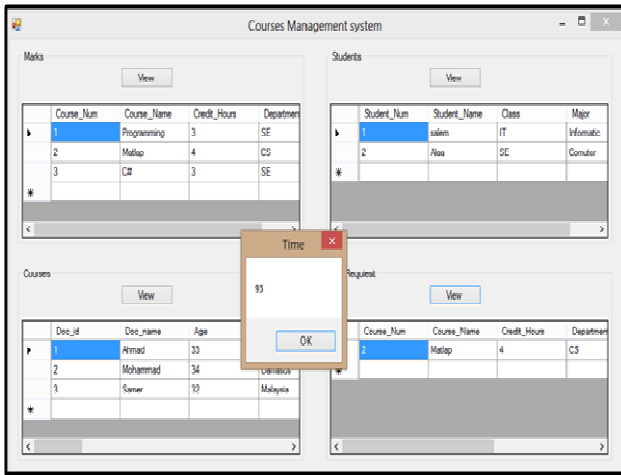 Courses Management system
Marks
View
Course_Num Course_Name Credit_Hours Departmen
1 Programming 3 SE
2 Matlap 4 CS
3 C# 3 SE
Students
View
Student_Num Student_Name Class Major
1 salem IT Informatic
2 Alaa SE Comuter
Time
93
OK
Courses
View
Doc_id Doc_name Age
1 Ahmad 33
2 Mohammad 34
3 Samer 32 Malaysia
Requiest
View
Course_Num Course_Name Credit_Hours Departmen
2 Matlap 4 CS